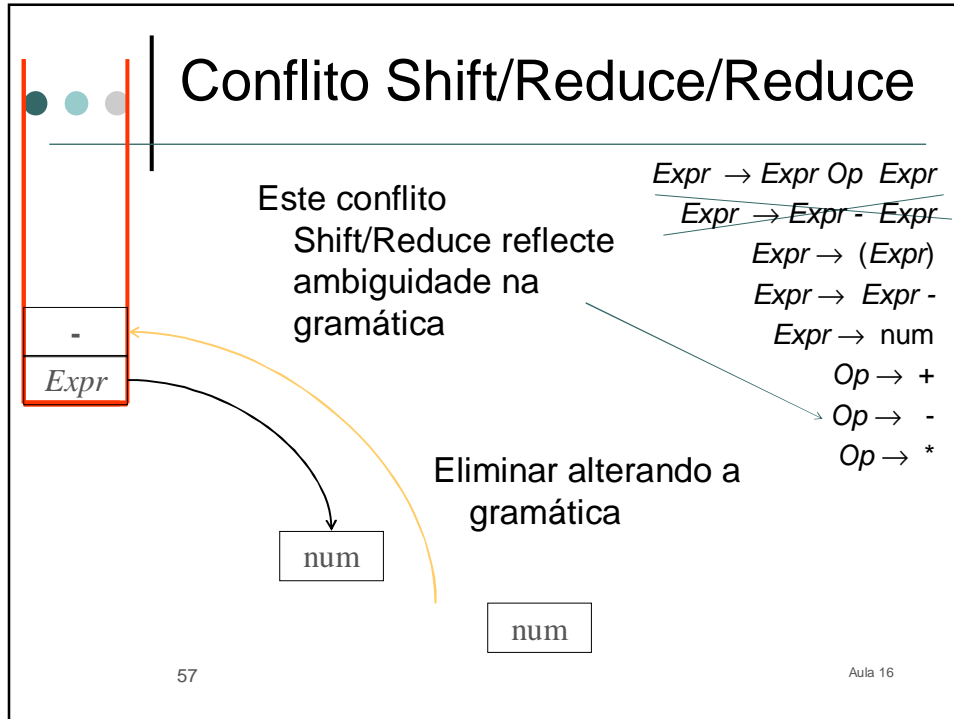 Conflito Shift/Reduce/Reduce
Este conflito
Shift/Reduce reflecte
ambiguidade na
gramática
Expr → Expr Op Expr
Expr → Expr - Expr
Expr → (Expr)
Expr → Expr -
Expr → num
Op → +
Op → -
Op → *
-
Expr
Eliminar alterando a
gramática
num
num
57
Aula 16